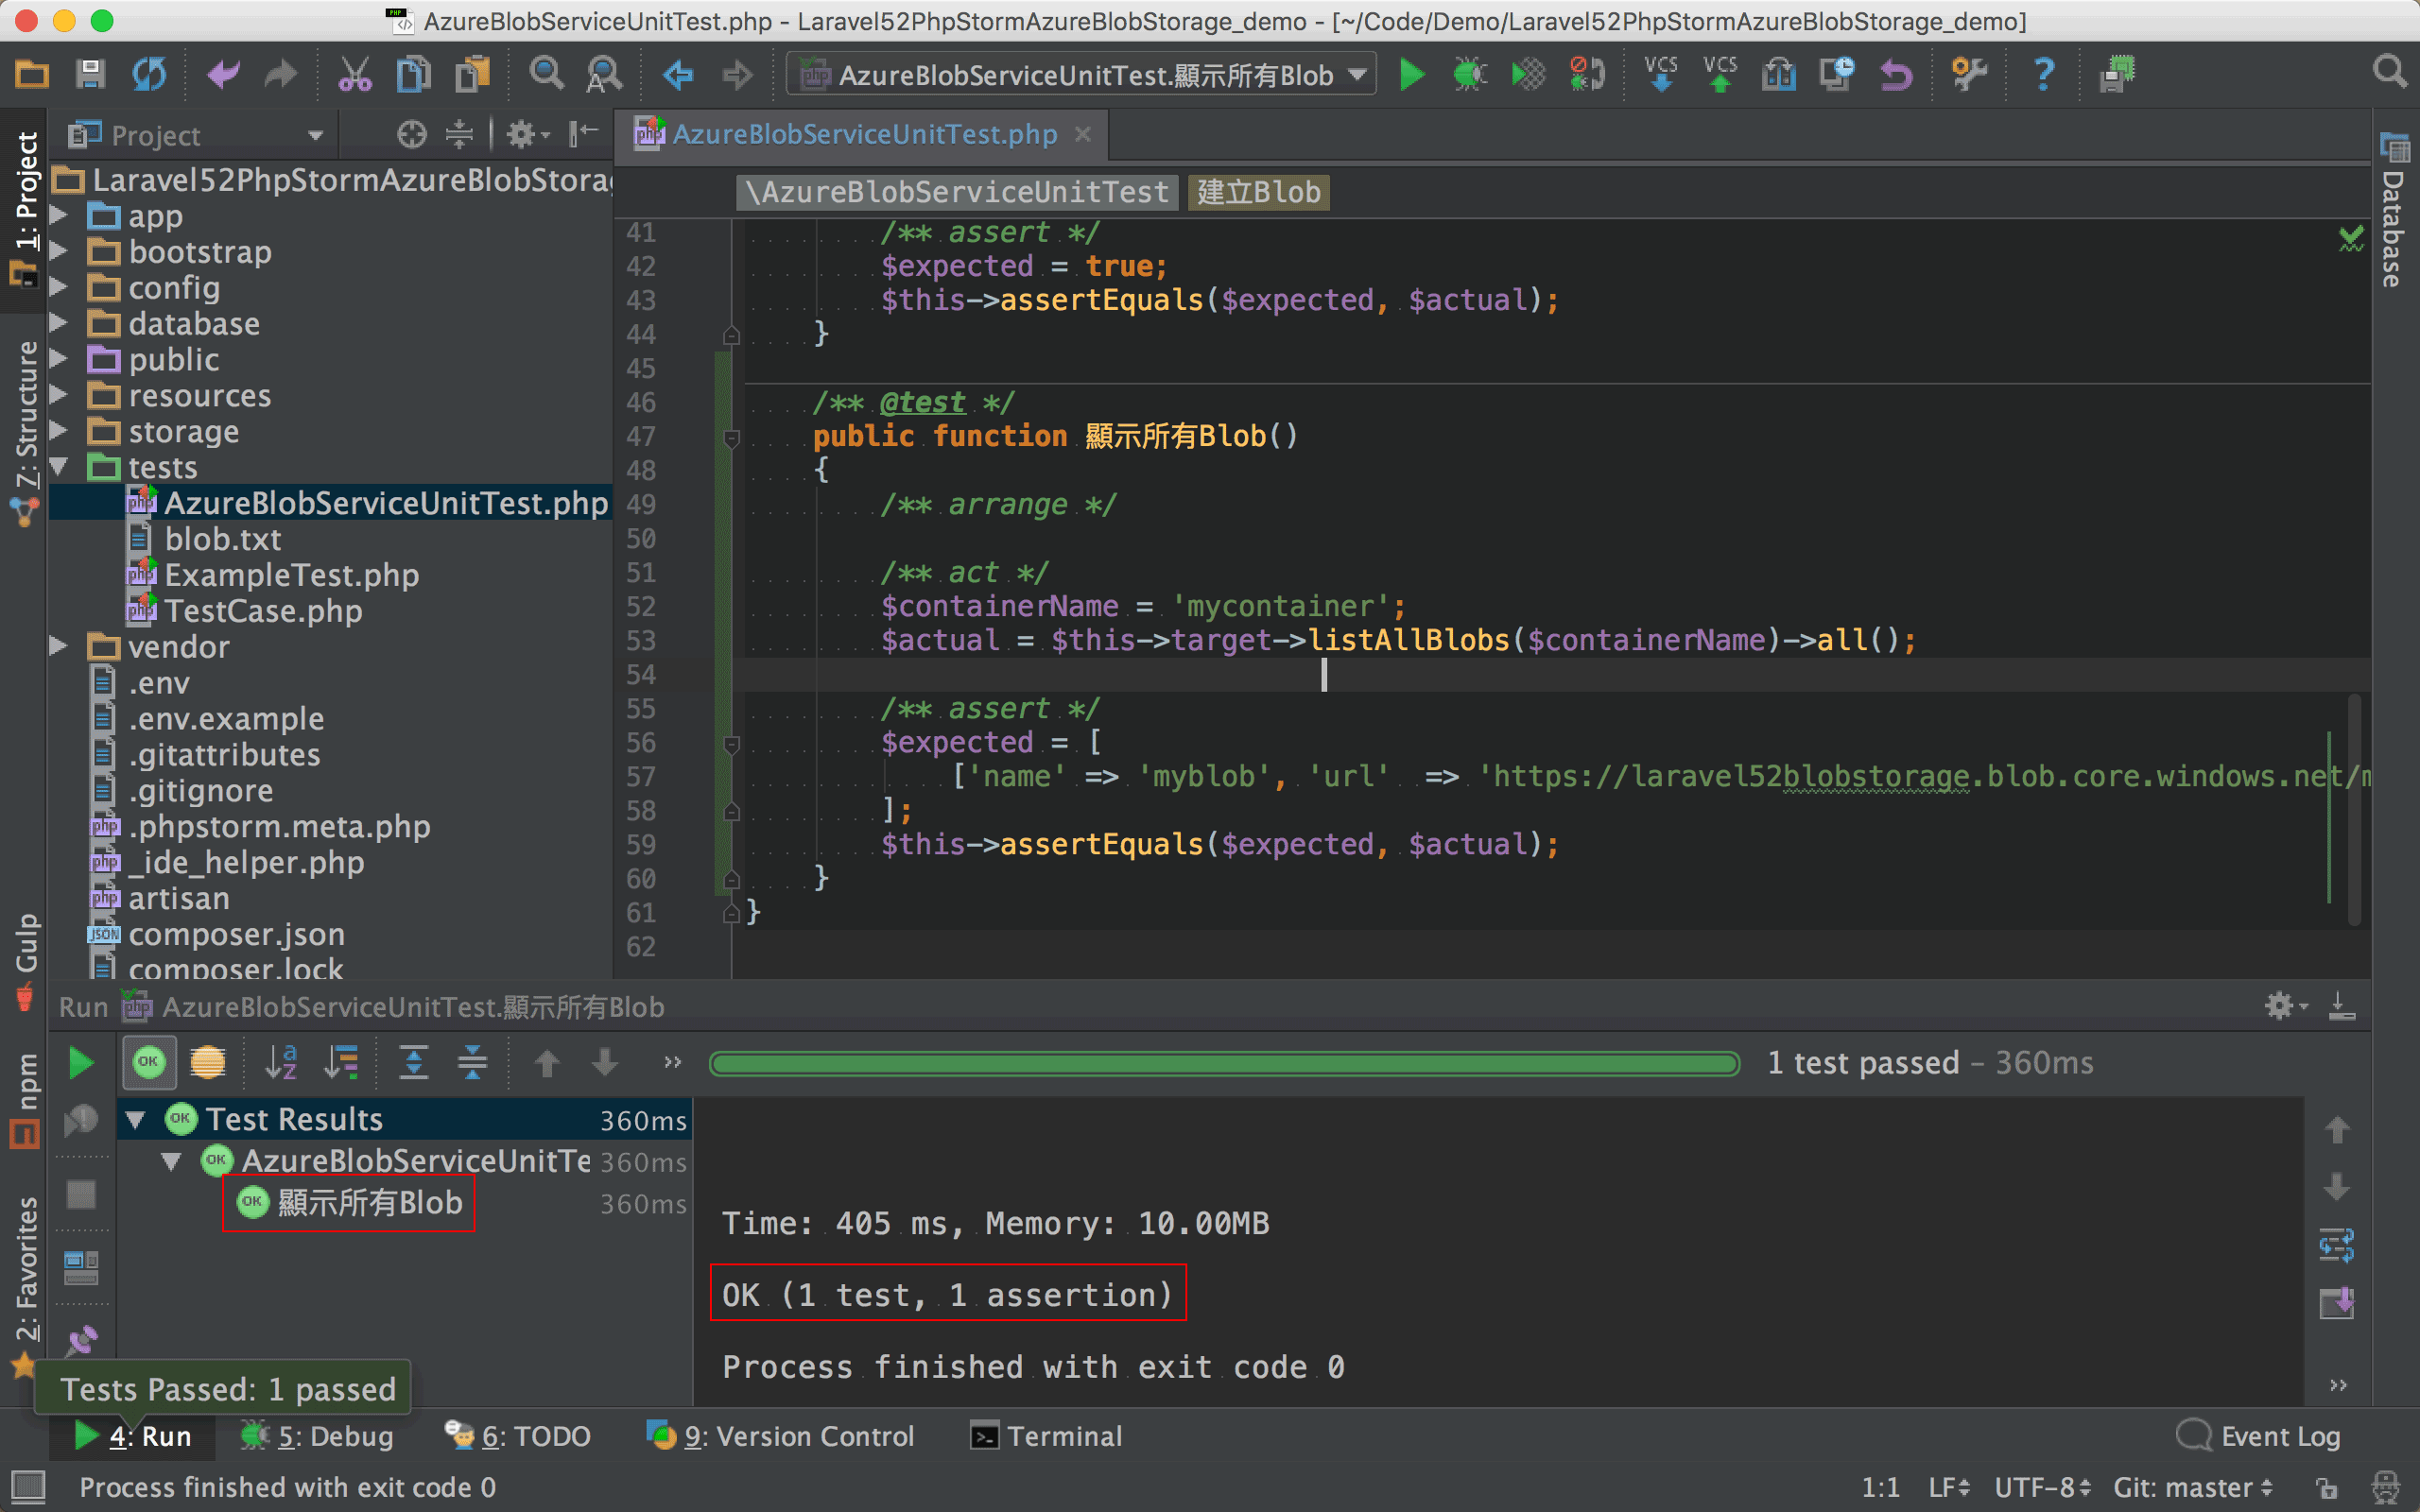 AzureBlobServiceUnitTest.php - Laravel52PhpStormAzureBlobStorage_demo - [~/Code/Demo/Laravel52PhpStormAzureBlobStorage_demo]
AzureBlobServiceUnitTest.顯示所有Blob
VCS
VCS
1: Project
7: Structure
Gulp
npm
2: Favorites
Database
Project
Laravel52PhpStormAzureBlobStora
app
bootstrap
config
database
public
resources
storage
tests
AzureBlobServiceUnitTest.php
blob.txt
ExampleTest.php
TestCase.php
vendor
.env
.env.example
.gitattributes
.gitignore
.phpstorm.meta.php
_ide_helper.php
artisan
composer.json
composer.lock
AzureBlobServiceUnitTest.php
\AzureBlobServiceUnitTest 建立Blob
41 /** assert */
42 $expected = true;
43 $this->assertEquals($expected, $actual);
44 }
45
46 /** @test */
47 public function 顯示所有Blob()
48 {
49 /** arrange */
50
51 /** act */
52 $containerName = 'mycontainer';
53 $actual = $this->target->listAllBlobs($containerName)->all();
54
55 /** assert */
56 $expected = [
57 ['name' => 'myblob', 'url' => 'https://laravel52blobstorage.blob.core.windows.net/m
58 ];
59 $this->assertEquals($expected, $actual);
60 }
61 }
62
Run AzureBlobServiceUnitTest.顯示所有Blob
1 test passed – 360ms
OK Test Results 360ms
OK AzureBlobServiceUnitTe 360ms
OK 顯示所有Blob 360ms
Time: 405 ms, Memory: 10.00MB
OK (1 test, 1 assertion)
Process finished with exit code 0
Tests Passed: 1 passed
4: Run 5: Debug 6: TODO 9: Version Control Terminal Event Log
Process finished with exit code 0 1:1 LF UTF-8 Git: master